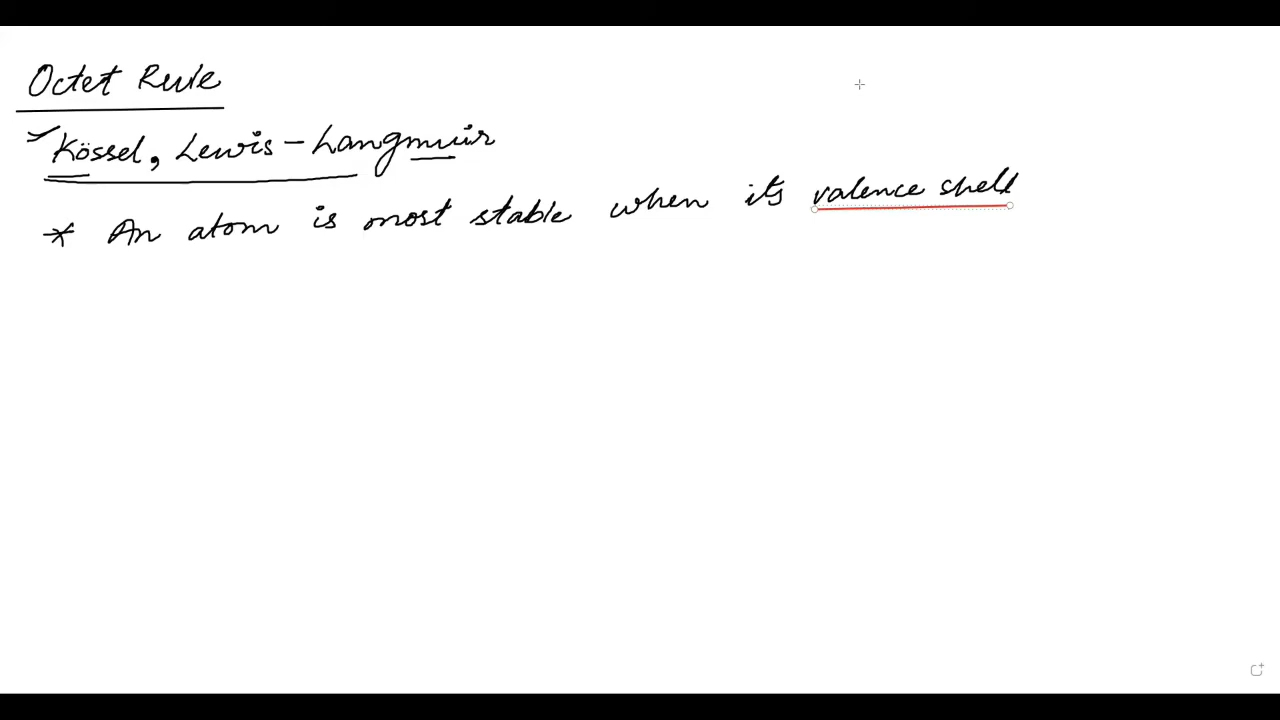 Octet Rule
Kössel, Lewis-Langmuir
* An atom is most stable when its valence shell